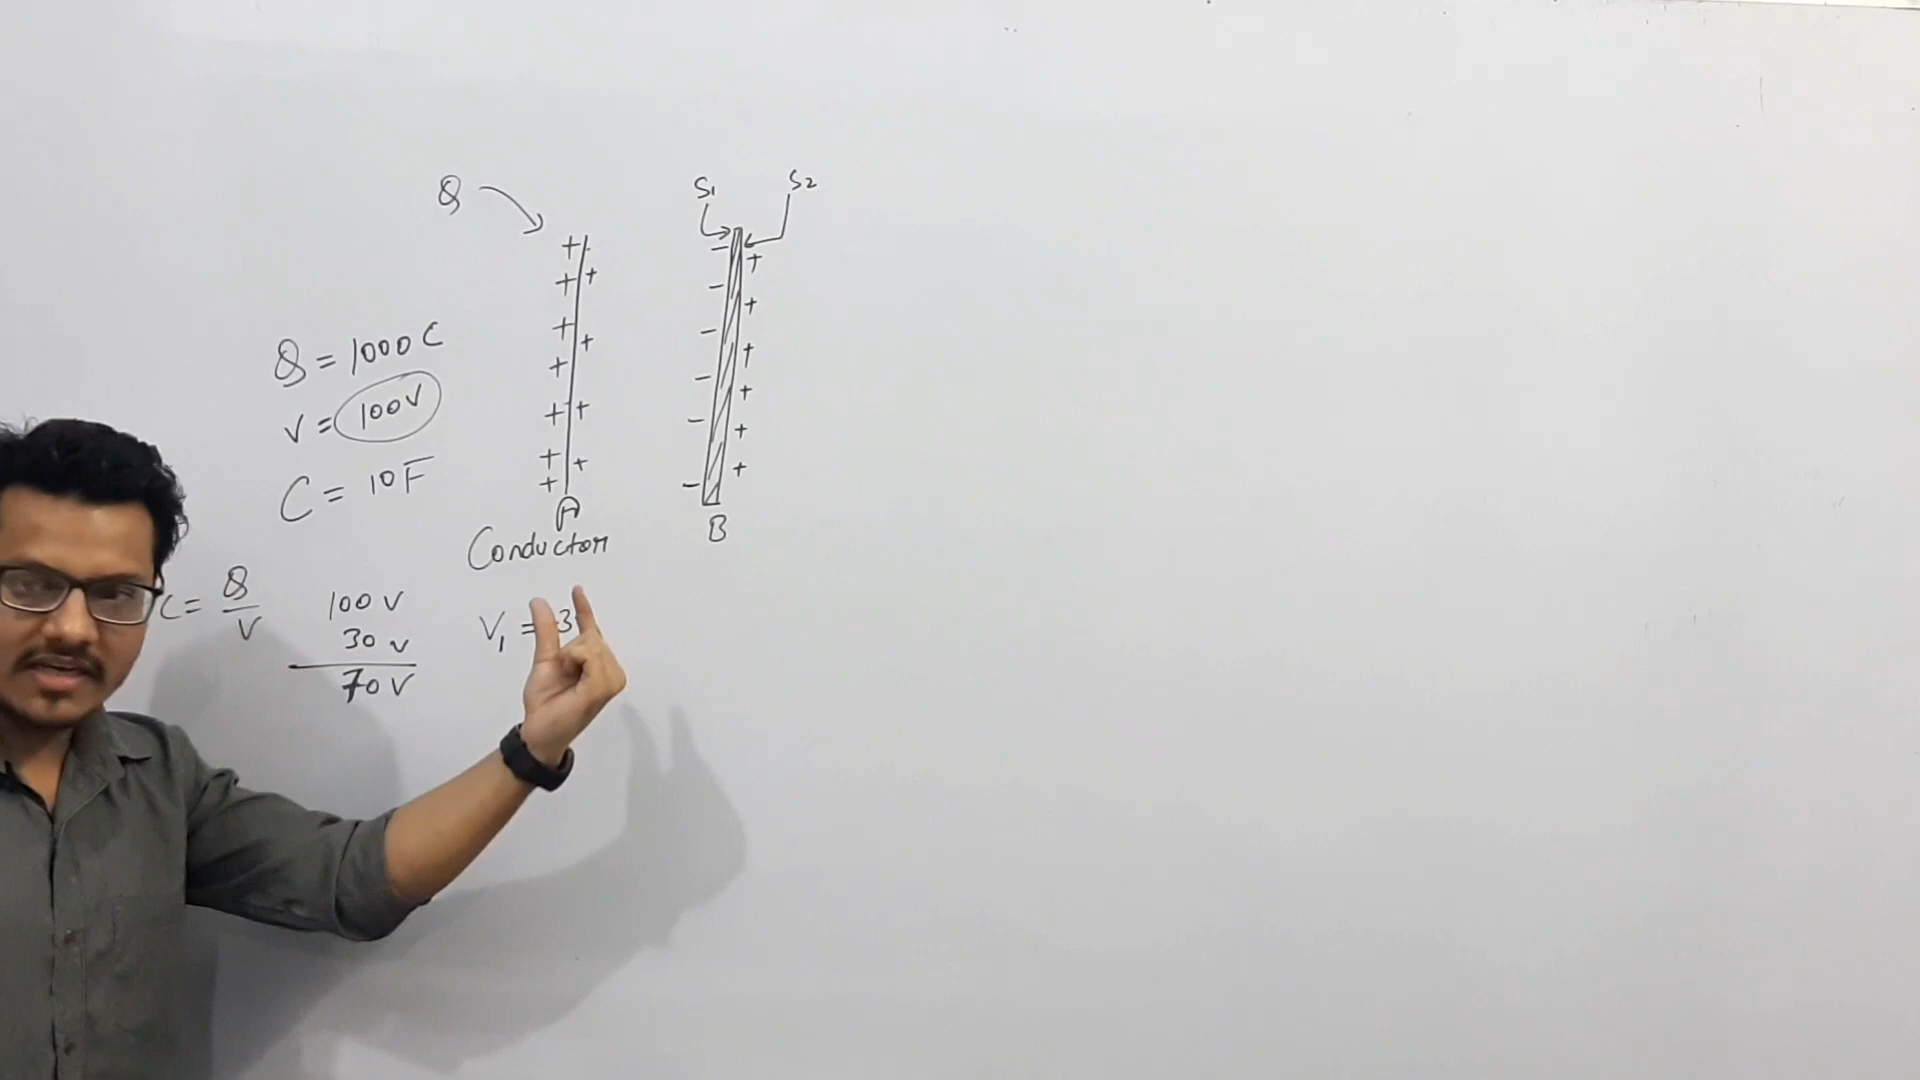 Q
S1 S2
Q = 1000 C
V = 100V
C = 10F
A
B
Conductor
C = Q/V
100 V
30 V
70 V
V1 =